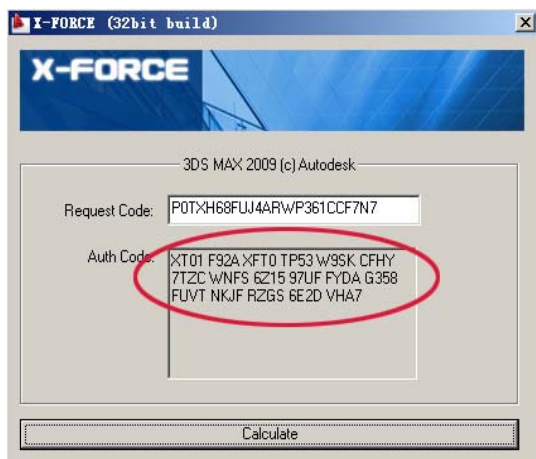 X-FORCE (32bit build)
X-FORCE
3DS MAX 2009 (c) Autodesk
Request Code: P0TXH68FUJ4ARWP361CCF7N7
Auth Code: XT01 F92A XFT0 TP53 W9SK CFHY
7TZC WNFS 6Z15 97UF FYDA G358
FUVT NKJF RZGS 6E2D VHA7
Calculate